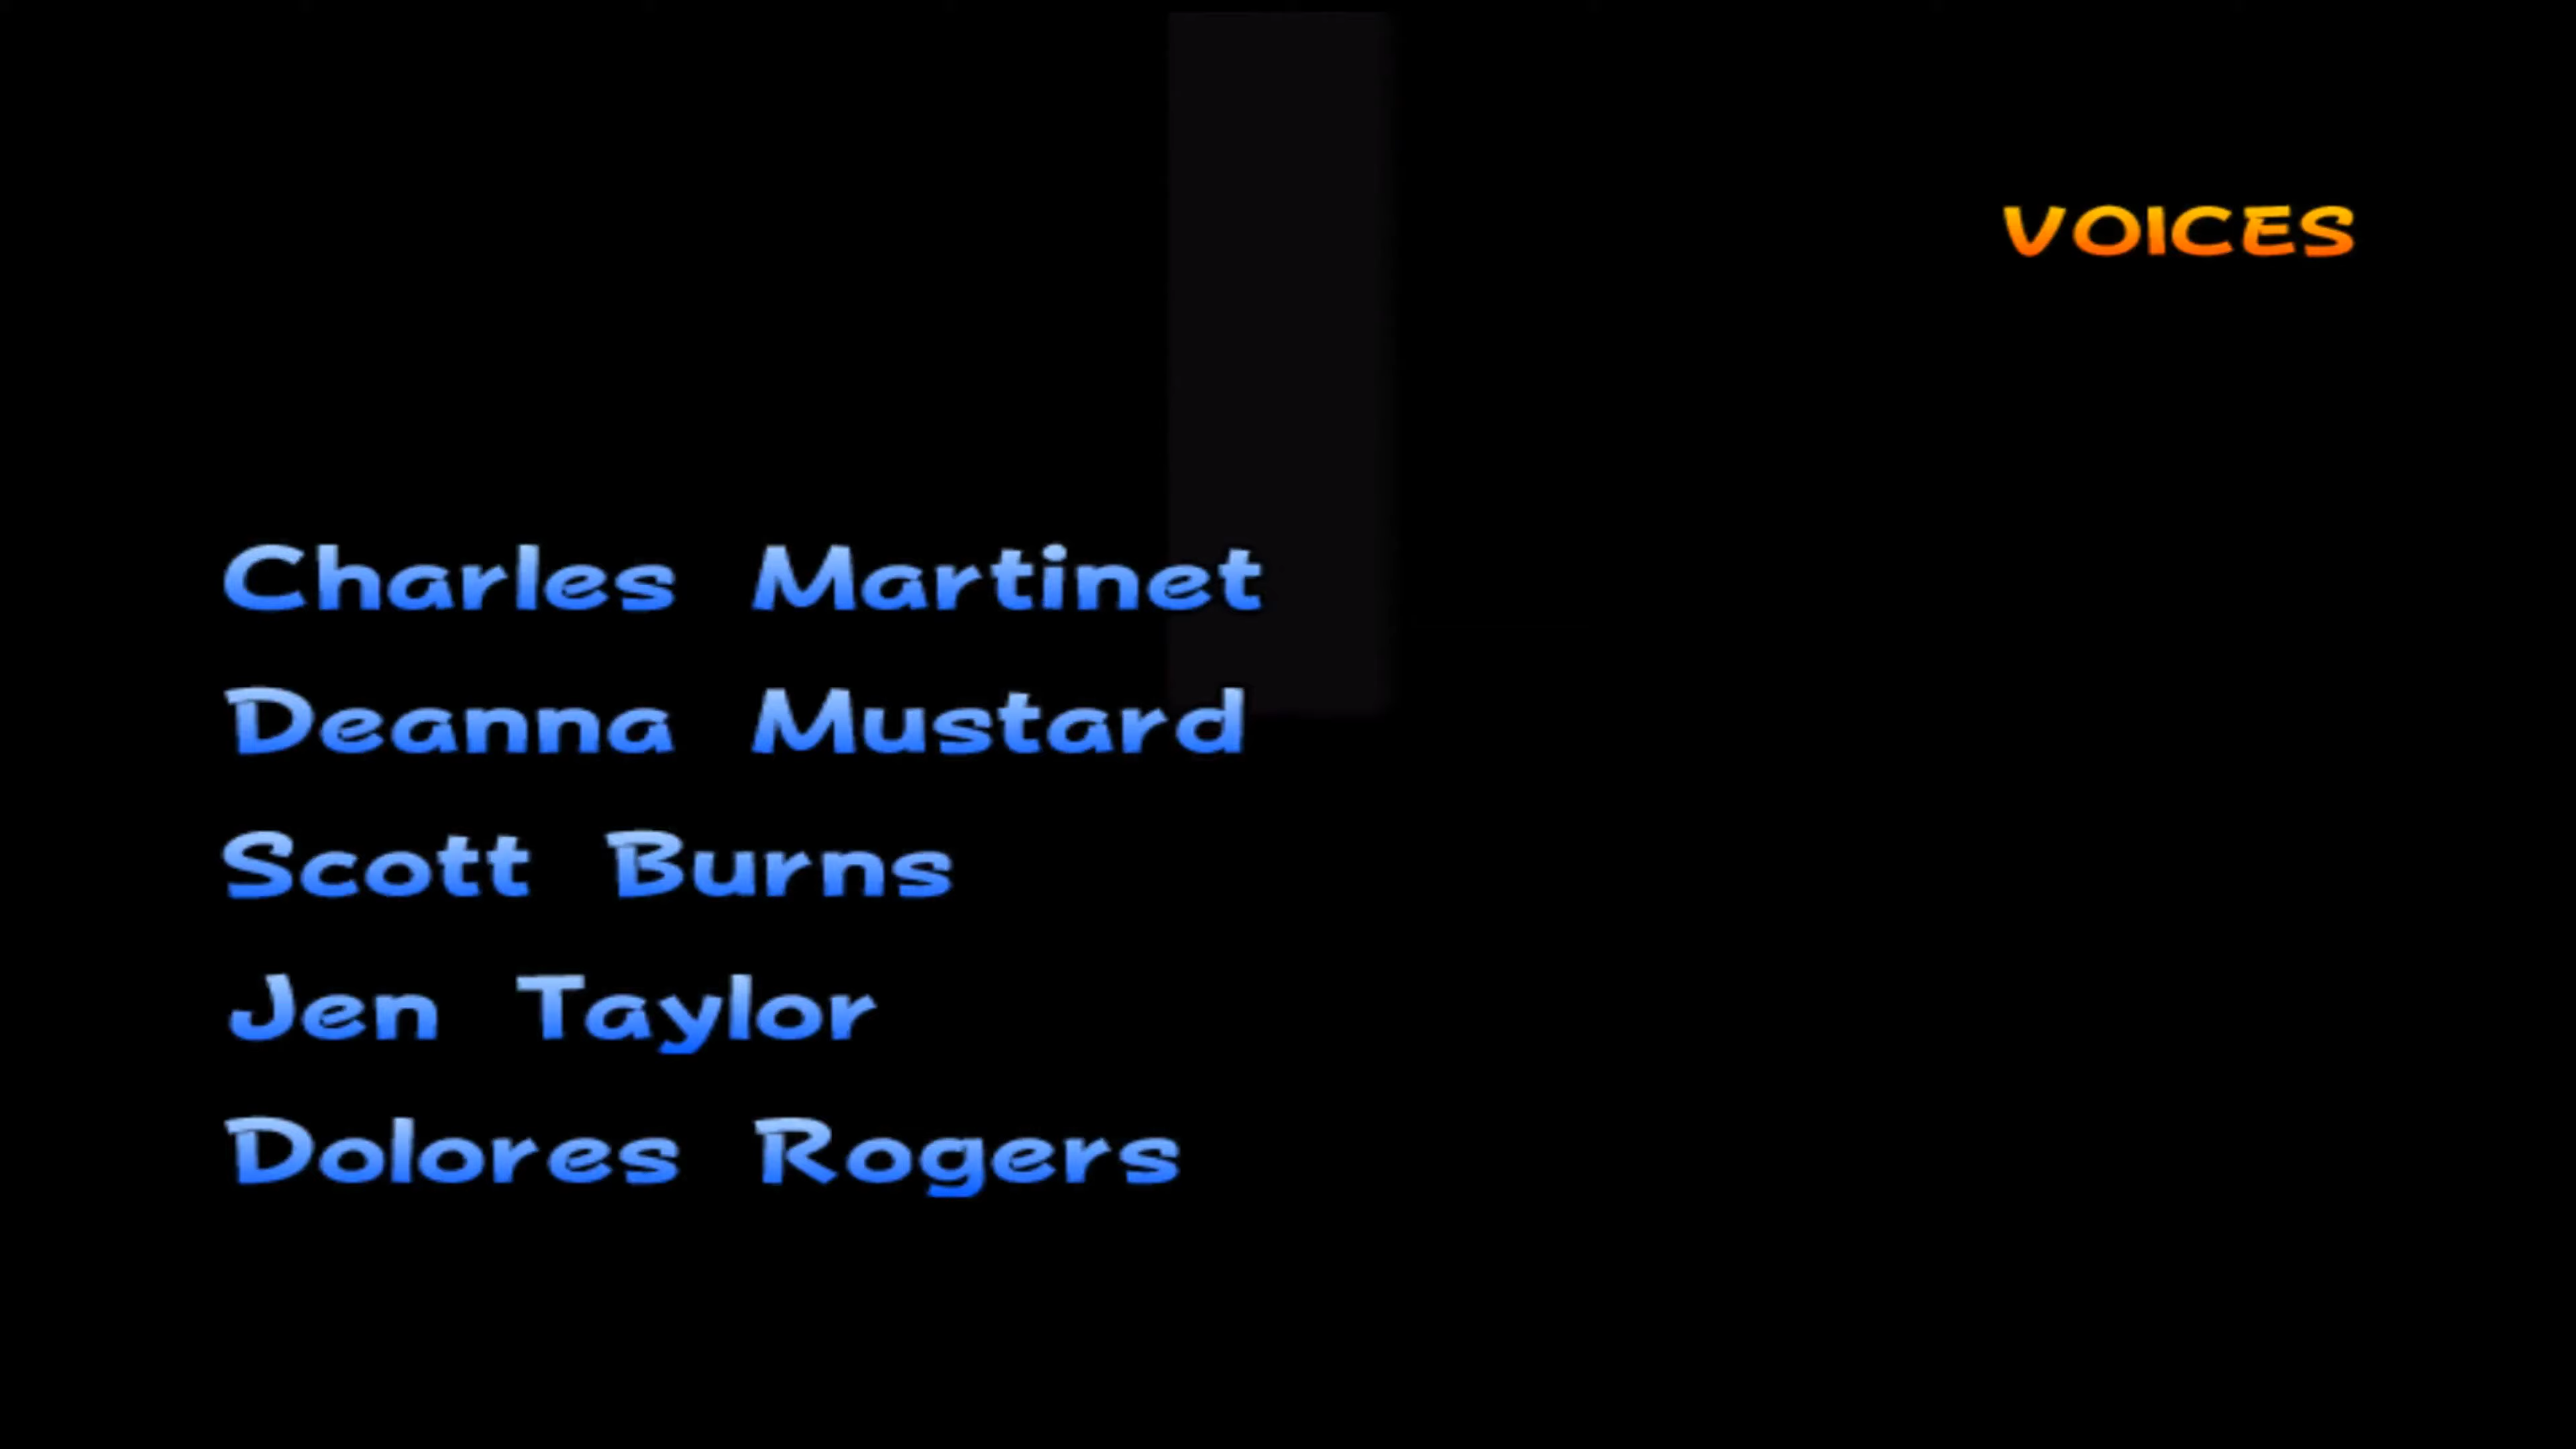 VOICES
Charles Martinet
Deanna Mustard
Scott Burns
Jen Taylor
Dolores Rogers